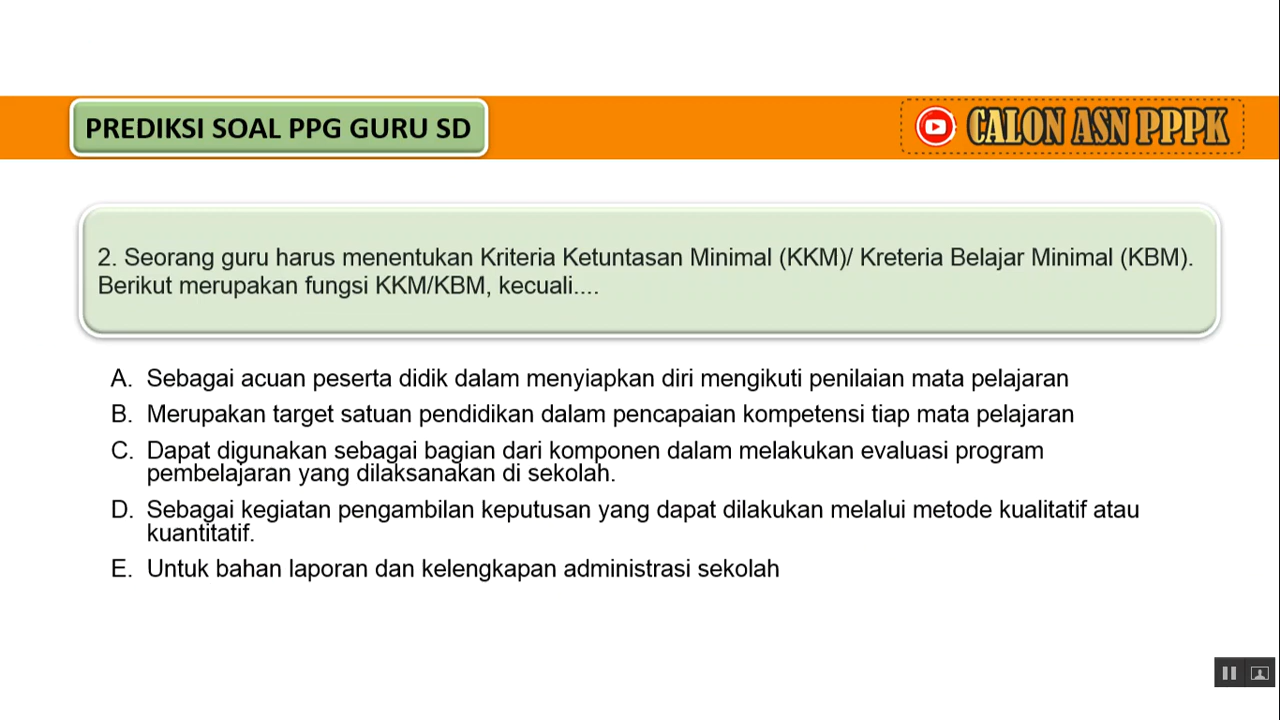 PREDIKSI SOAL PPG GURU SD
CALON ASN PPPK
2. Seorang guru harus menentukan Kriteria Ketuntasan Minimal (KKM)/ Kreteria Belajar Minimal (KBM).
Berikut merupakan fungsi KKM/KBM, kecuali....
A. Sebagai acuan peserta didik dalam menyiapkan diri mengikuti penilaian mata pelajaran
B. Merupakan target satuan pendidikan dalam pencapaian kompetensi tiap mata pelajaran
C. Dapat digunakan sebagai bagian dari komponen dalam melakukan evaluasi program
pembelajaran yang dilaksanakan di sekolah.
D. Sebagai kegiatan pengambilan keputusan yang dapat dilakukan melalui metode kualitatif atau
kuantitatif.
E. Untuk bahan laporan dan kelengkapan administrasi sekolah